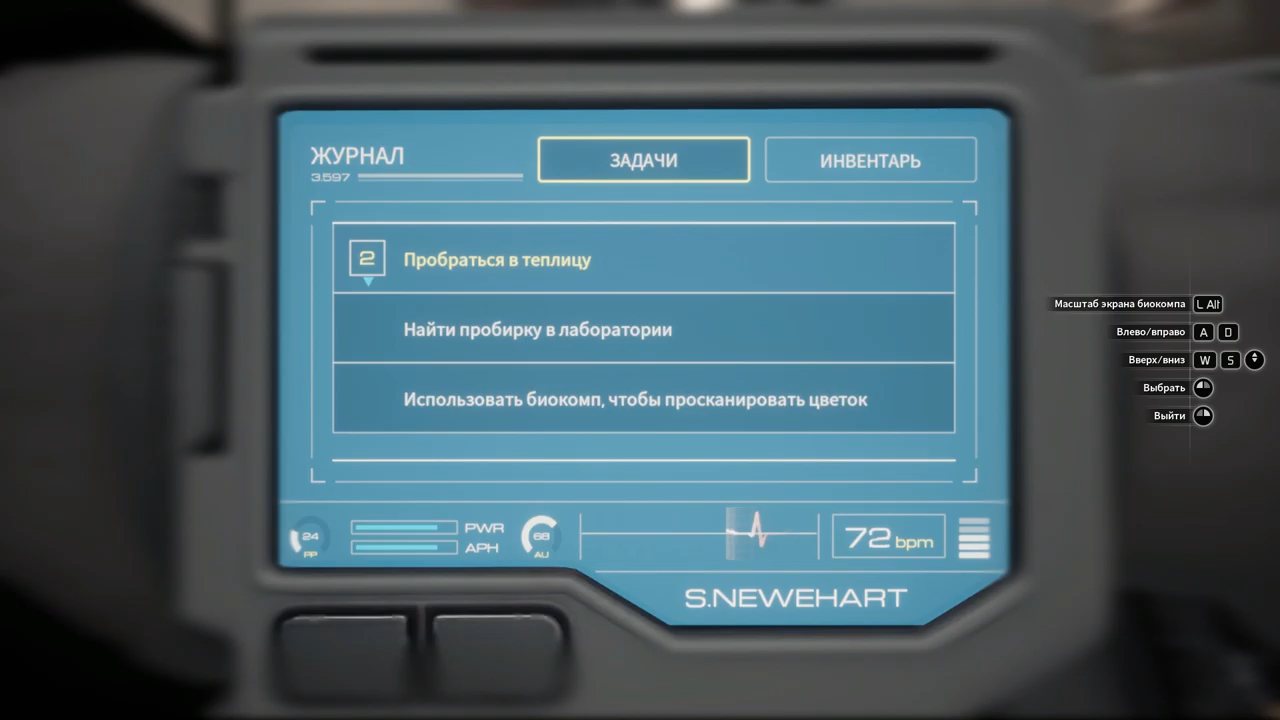 ЖУРНАЛ
3.597
ЗАДАЧИ
ИНВЕНТАРЬ
2
Пробраться в теплицу
Найти пробирку в лаборатории
Использовать биокомп, чтобы просканировать цветок
Масштаб экрана биокомпа L Alt
Влево/вправо A D
Вверх/вниз W S
Выбрать
Выйти
24
PP
PWR
APH
68
AU
72 bpm
S.NEWEHART